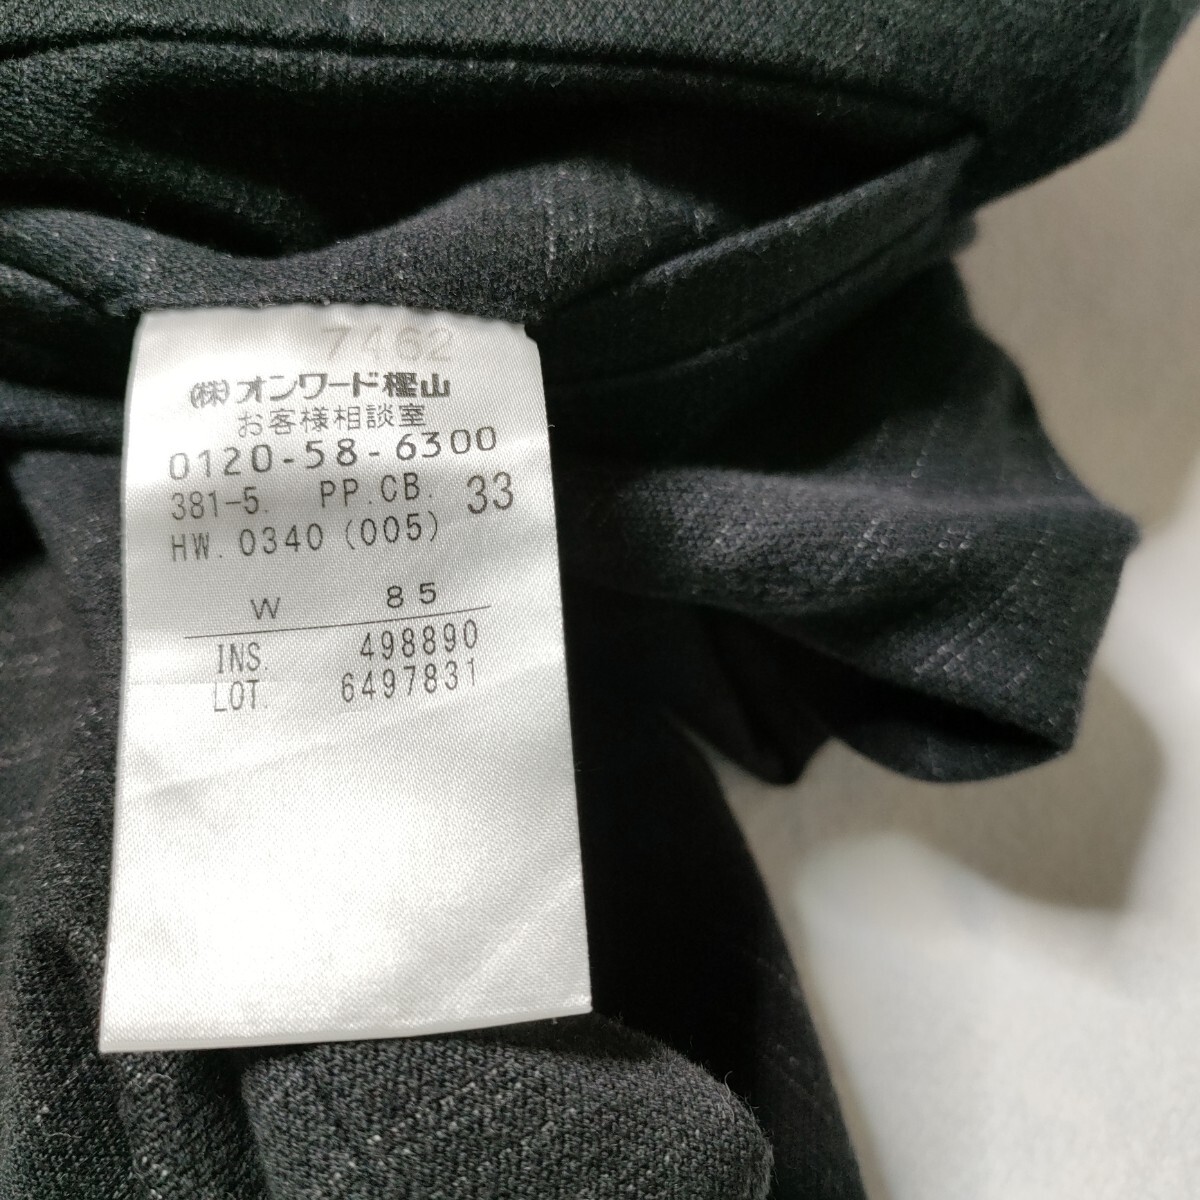 7462
(株)オンワード樫山
お客様相談室
0120-58-6300
381-5. PP.CB. 33
HW. 0340 (005)
W 85
INS. 498890
LOT. 6497831